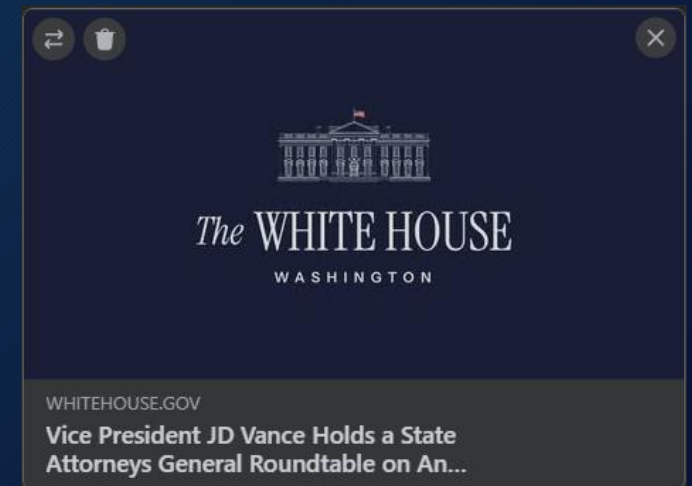 The WHITE HOUSE
WASHINGTON
WHITEHOUSE.GOV
Vice President JD Vance Holds a State
Attorneys General Roundtable on An...